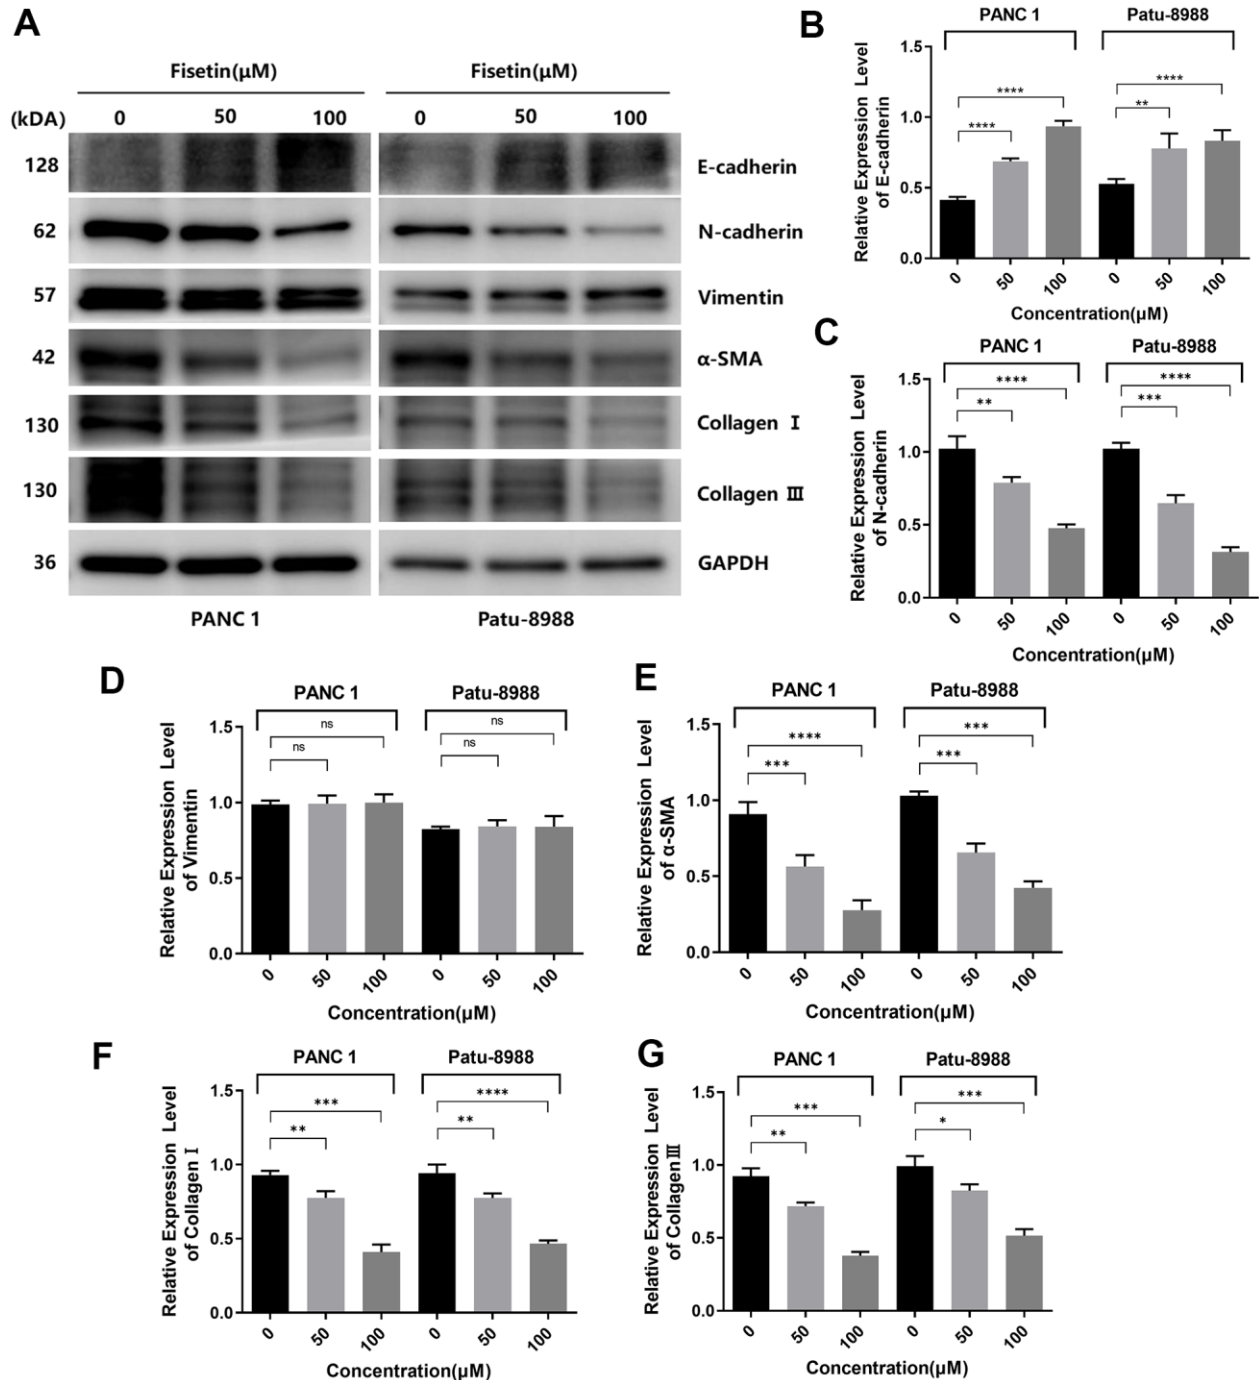 A
Fisetin(μM) Fisetin(μM)
(kDA) 0 50 100 0 50 100
128 E-cadherin
62 N-cadherin
57 Vimentin
42 α-SMA
130 Collagen Ⅰ
130 Collagen Ⅲ
36 GAPDH
PANC 1 Patu-8988
B
PANC 1 Patu-8988
Relative Expression Level
of E-cadherin
1.5
1.0
0.5
0.0
**** **** ** ****
0 50 100 0 50 100
Concentration(μM)
C
PANC 1 Patu-8988
Relative Expression Level
of N-cadherin
1.5
1.0
0.5
0.0
** **** *** ****
0 50 100 0 50 100
Concentration(μM)
D
PANC 1 Patu-8988
Relative Expression Level
of Vimentin
1.5
1.0
0.5
0.0
ns ns ns ns
0 50 100 0 50 100
Concentration(μM)
E
PANC 1 Patu-8988
Relative Expression Level
of α-SMA
1.5
1.0
0.5
0.0
*** **** *** ***
0 50 100 0 50 100
Concentration(μM)
F
PANC 1 Patu-8988
Relative Expression Level
of Collagen Ⅰ
1.5
1.0
0.5
0.0
** *** ** ****
0 50 100 0 50 100
Concentration(μM)
G
PANC 1 Patu-8988
Relative Expression Level
of CollagenⅢ
1.5
1.0
0.5
0.0
** *** * ***
0 50 100 0 50 100
Concentration(μM)